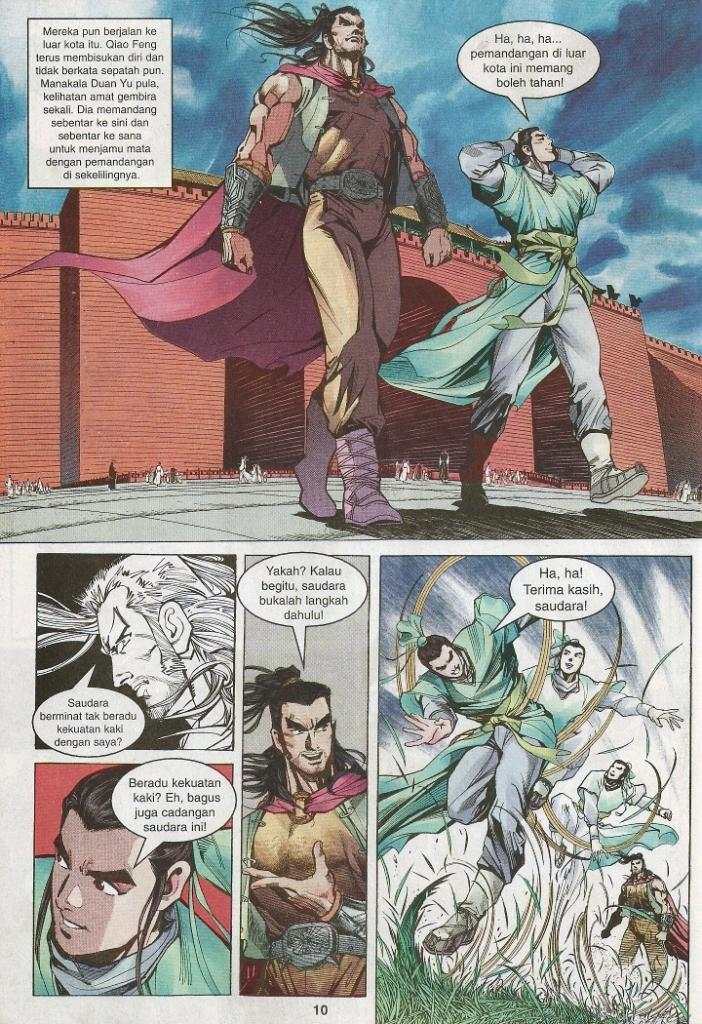 Mereka pun berjalan ke
luar kota itu. Qiao Feng
terus membisukan diri dan
tidak berkata sepatah pun.
Manakala Duan Yu pula,
kelihatan amat gembira
sekali. Dia memandang
sebentar ke sini dan
sebentar ke sana
untuk menjamu mata
dengan pemandangan
di sekelilingnya.
Ha, ha, ha...
pemandangan di luar
kota ini memang
boleh tahan!
Saudara
berminat tak beradu
kekuatan kaki
dengan saya?
Beradu kekuatan
kaki? Eh, bagus
juga cadangan
saudara ini!
Yakah? Kalau
begitu, saudara
bukalah langkah
dahulu!
Ha, ha!
Terima kasih,
saudara!
10